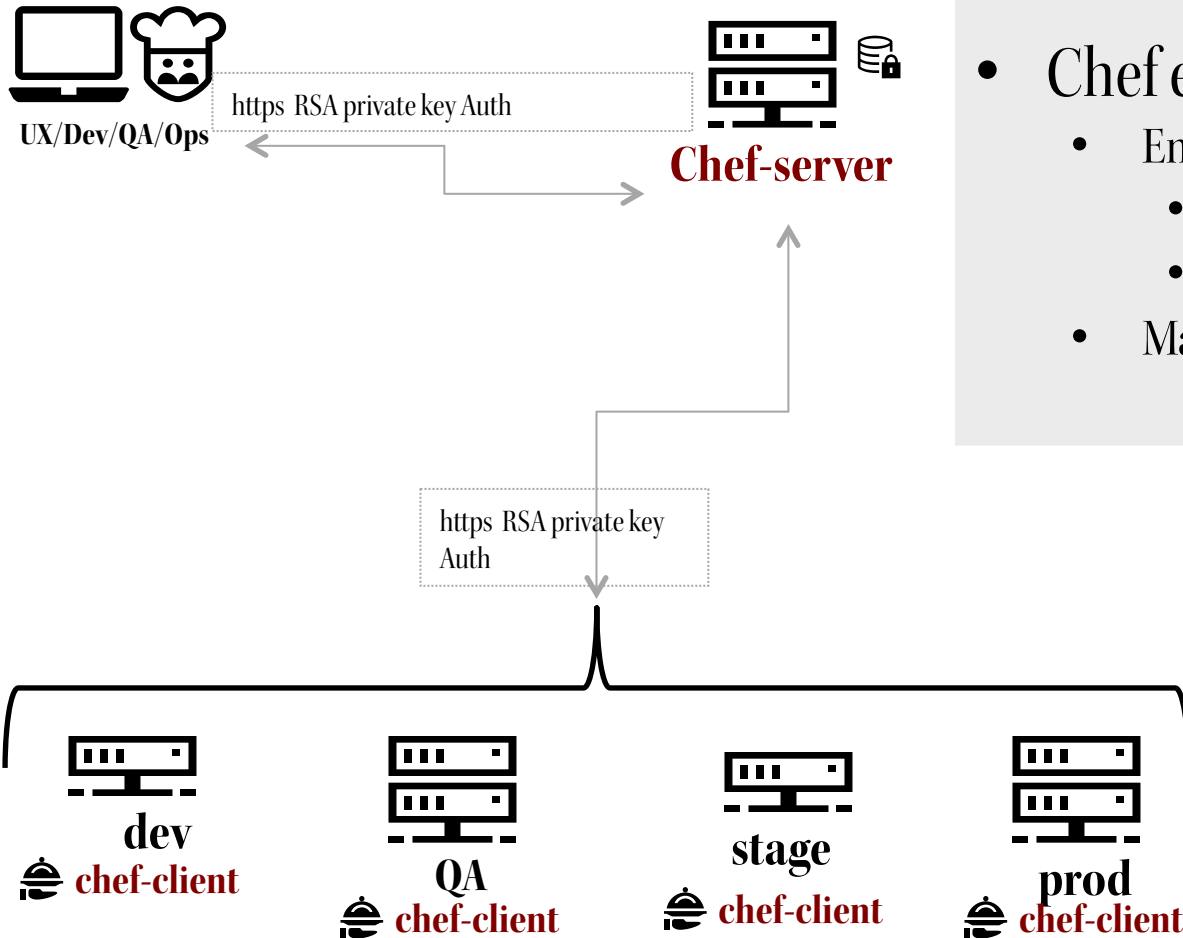 https RSA private key Auth
UX/Dev/QA/Ops
Chef-server
• Chef
•
•
•
•
https RSA private key
Auth
dev
chef-client
QA
chef-client
stage
chef-client
prod
chef-client